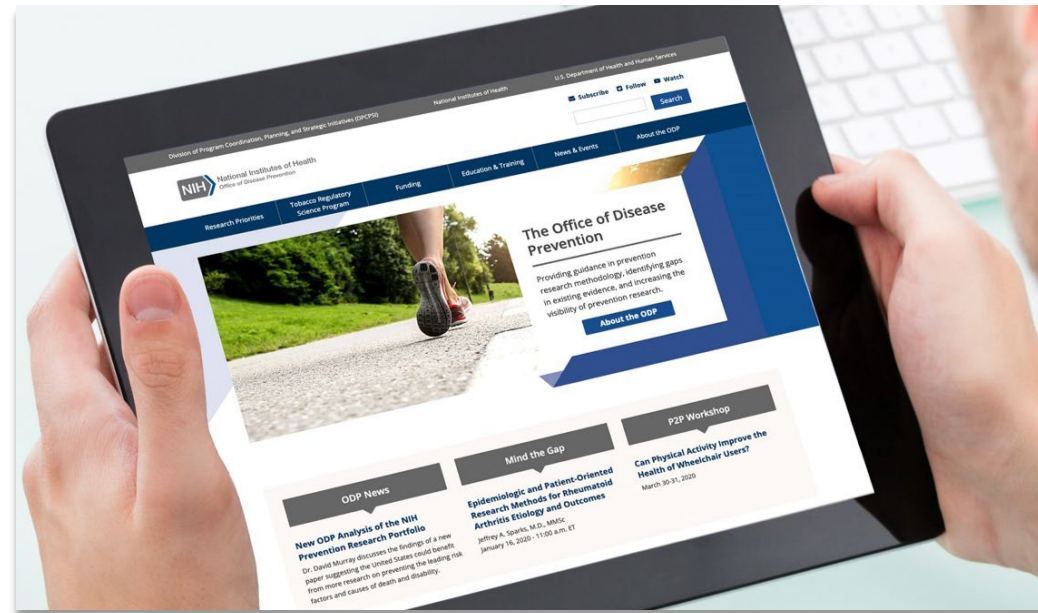 Division of Program Coordination, Planning, and Strategic Initiatives (DPCPSI)
National Institutes of Health
U.S. Department of Health and Human Services
Subscribe
Follow
Watch
Search
NIH
National Institutes of Health
Office of Disease Prevention
Research Priorities
Tobacco Regulatory
Science Program
Funding
Education & Training
News & Events
About the ODP
The Office of Disease
Prevention
Providing guidance in prevention
research methodology, identifying gaps
in existing evidence, and increasing the
visibility of prevention research.
About the ODP
ODP News
New ODP Analysis of the NIH
Prevention Research Portfolio
Dr. David Murray discusses the findings of a new
paper suggesting the United States could benefit
from more research on preventing the leading risk
factors and causes of death and disability.
Mind the Gap
Epidemiologic and Patient-Oriented
Research Methods for Rheumatoid
Arthritis Etiology and Outcomes
Jeffrey A. Sparks, M.D., MMSc
January 16, 2020 - 11:00 a.m. ET
P2P Workshop
Can Physical Activity Improve the
Health of Wheelchair Users?
March 30-31, 2020